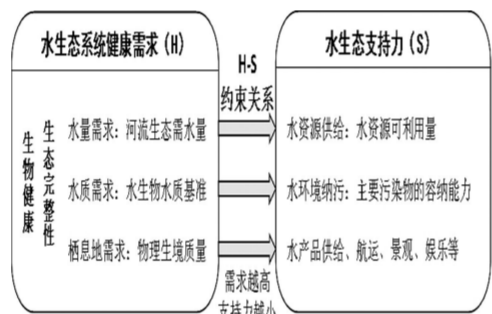 水生态系统健康需求（H）
生物健康
生态完整性
水量需求：河流生态需水量
水质需求：水生物水质基准
栖息地需求：物理生境质量
H-S
约束关系
需求越高
支持力越小
水生态支持力（S）
水资源供给：水资源可利用量
水环境纳污：主要污染物的容纳能力
水产品供给、航运、景观、娱乐等